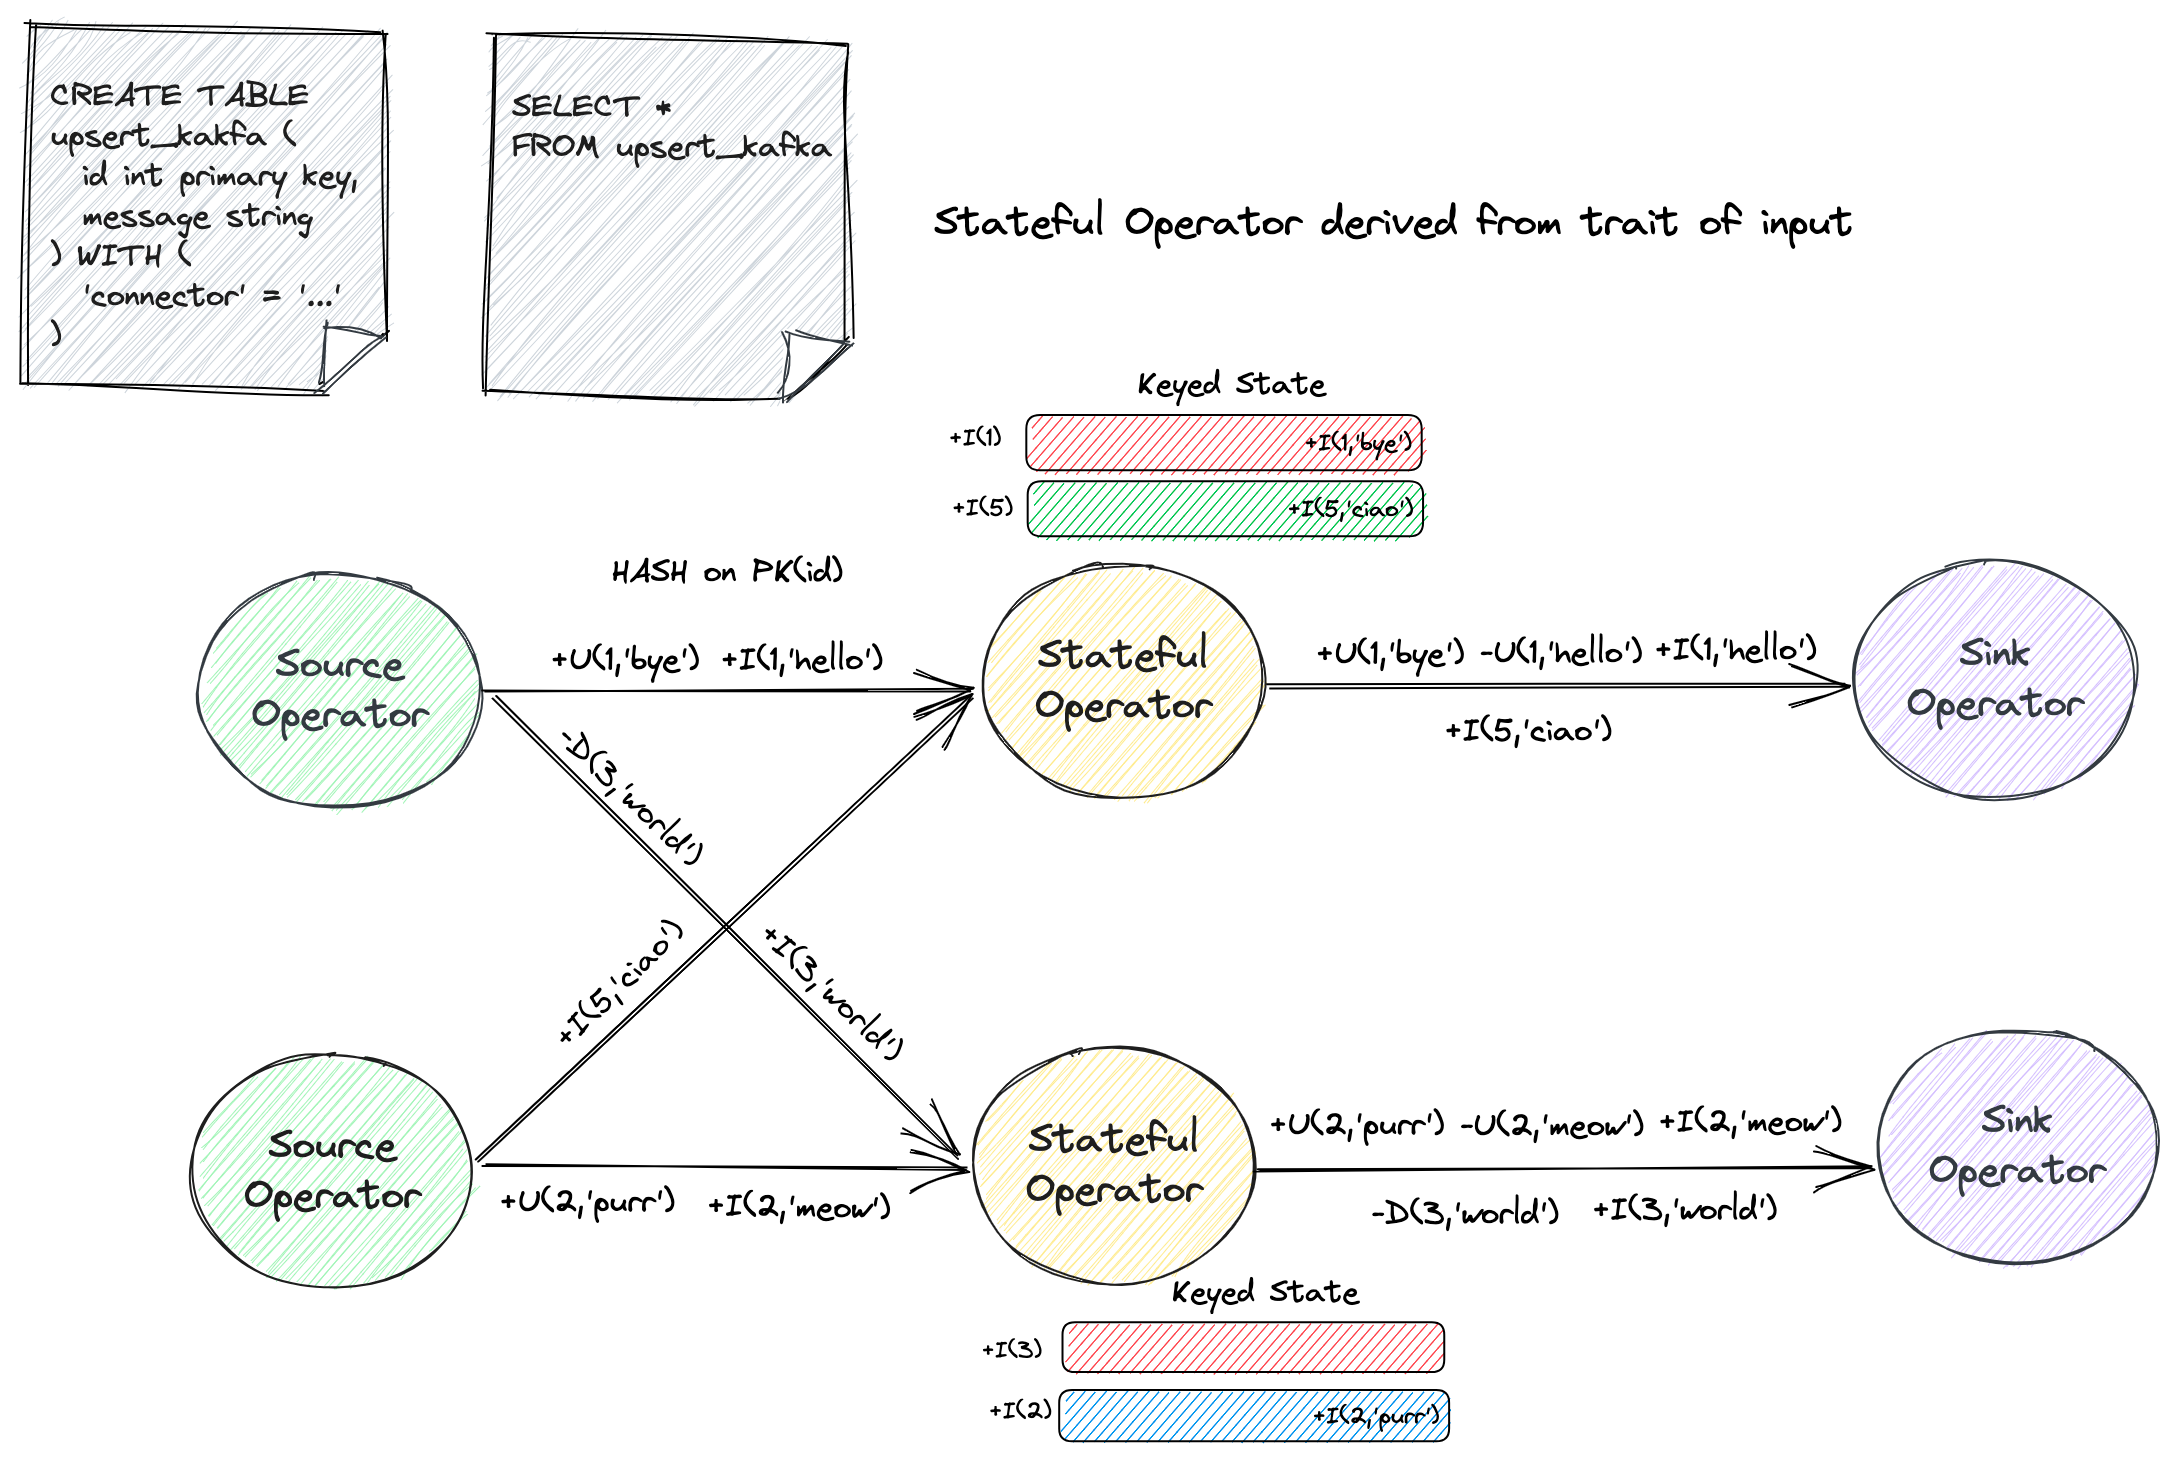 CREATE TABLE
upsert_kakfa (
id int primary key,
message string
) WITH (
'connector' = '...'
)
SELECT *
FROM upsert_kafka
Stateful Operator derived from trait of input
Keyed State
+I(1)
+I(1,'bye')
+I(5)
+I(5,'ciao')
HASH on PK(id)
Source
Operator
+U(1,'bye') +I(1,'hello')
Stateful
Operator
+U(1,'bye') -U(1,'hello') +I(1,'hello')
+I(5,'ciao')
Sink
Operator
-D(3,'world')
+I(3,'world')
+I(5,'ciao')
Source
Operator
+U(2,'purr') +I(2,'meow')
Stateful
Operator
+U(2,'purr') -U(2,'meow') +I(2,'meow')
-D(3,'world') +I(3,'world')
Sink
Operator
Keyed State
+I(3)
+I(2)
+I(2,'purr')